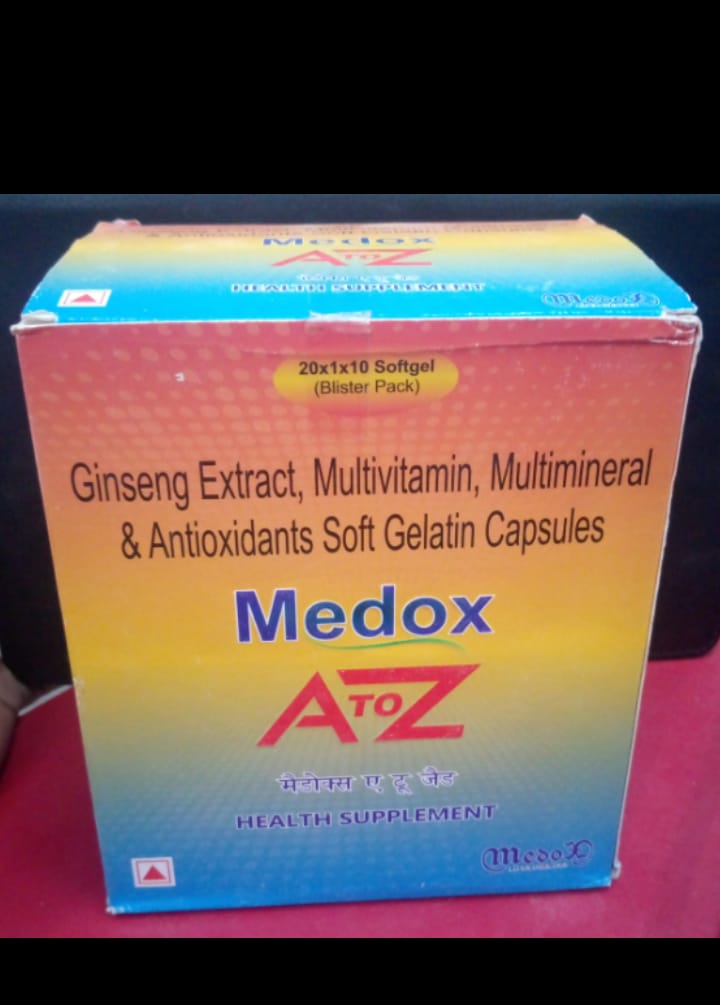 Medox
A TO Z
HEALTH SUPPLEMENT
MedoX
20x1x10 Softgel
(Blister Pack)
Ginseng Extract, Multivitamin, Multimineral
& Antioxidants Soft Gelatin Capsules
Medox
A TO Z
मैडोक्स ए टू जैड
HEALTH SUPPLEMENT
MedoX